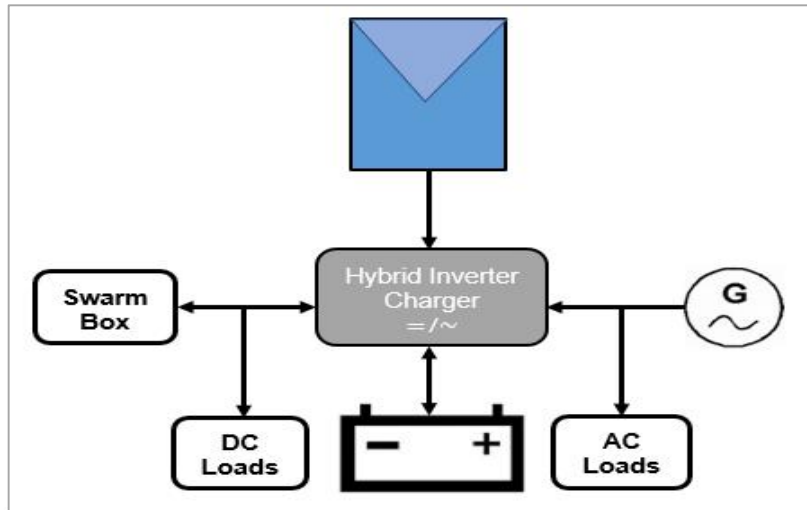 Hybrid Inverter
Charger
=/~
Swarm
Box
G
DC
Loads
- +
AC
Loads